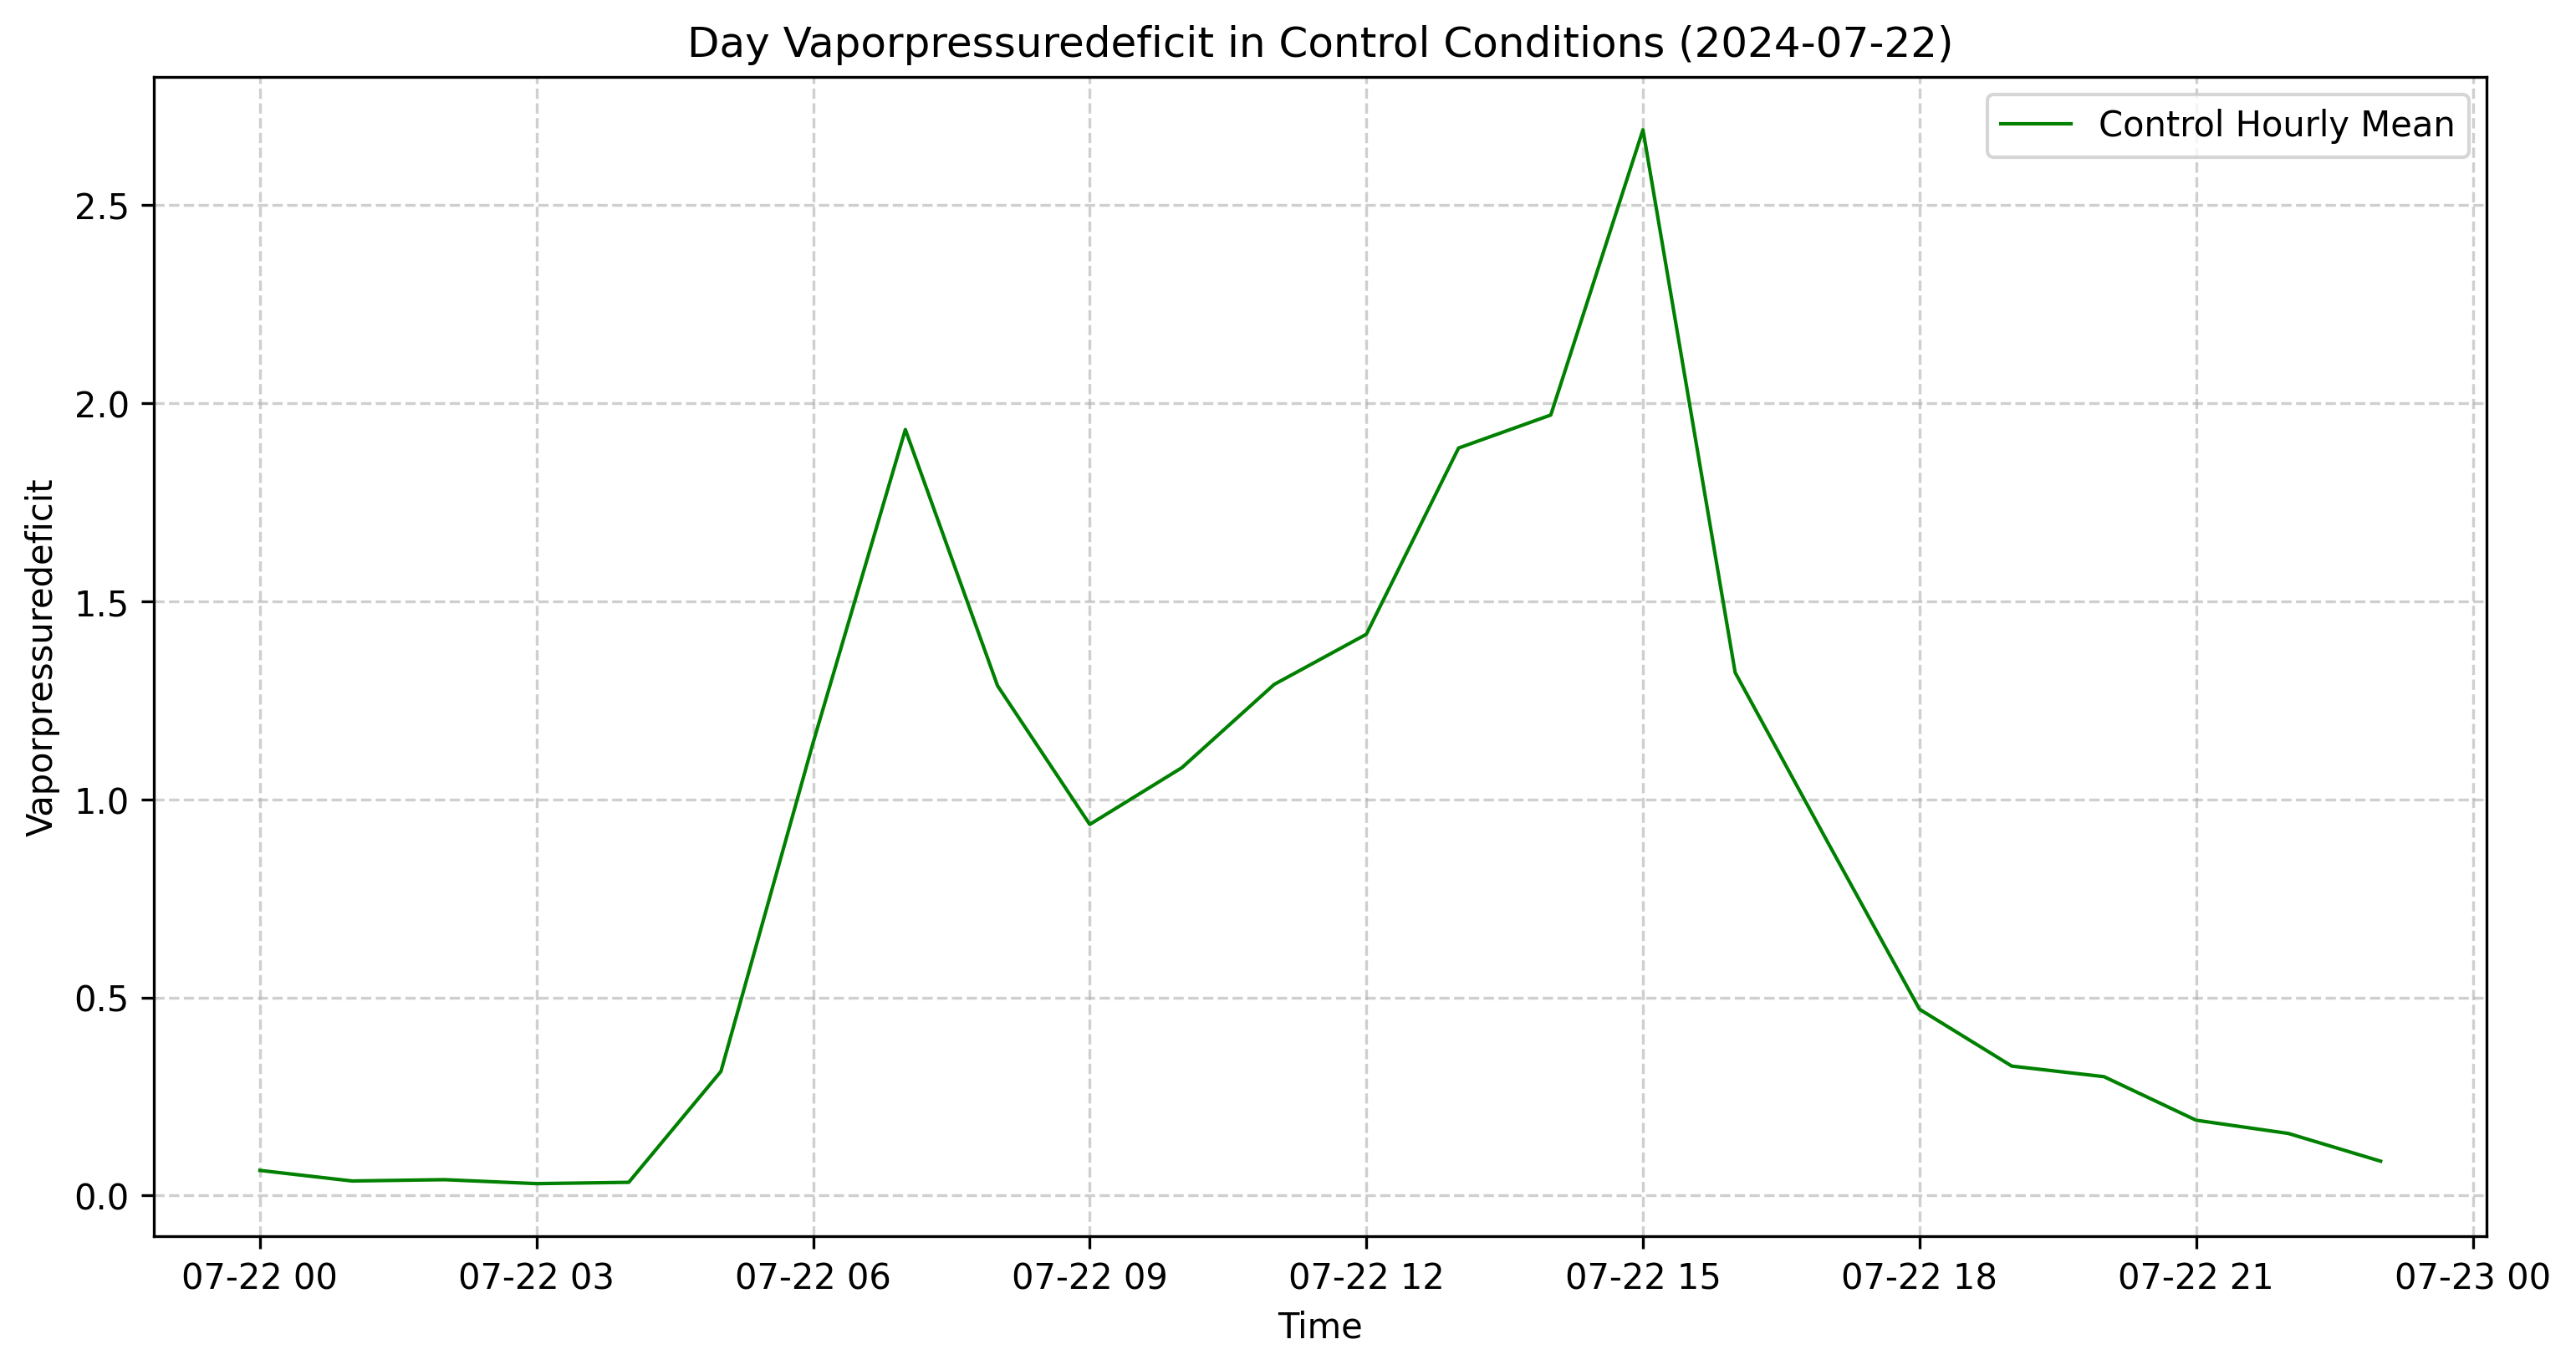 Day Vaporpressuredeficit in Control Conditions (2024-07-22)
Control Hourly Mean
Vaporpressuredeficit
2.5
2.0
1.5
1.0
0.5
0.0
07-22 00 07-22 03 07-22 06 07-22 09 07-22 12 07-22 15 07-22 18 07-22 21 07-23 00
Time